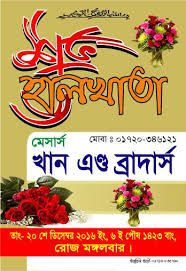 শুভ
হালখাতা
মেসার্স
মোবা : ০১৭২০-৩৪৬১২১
খান এণ্ড ব্রাদার্স
তাং- ২০ শে ডিসেম্বর ২০১৬ ইং, ৬ ই পৌষ ১৪২৩ বাং,
রোজ মঙ্গলবার ।